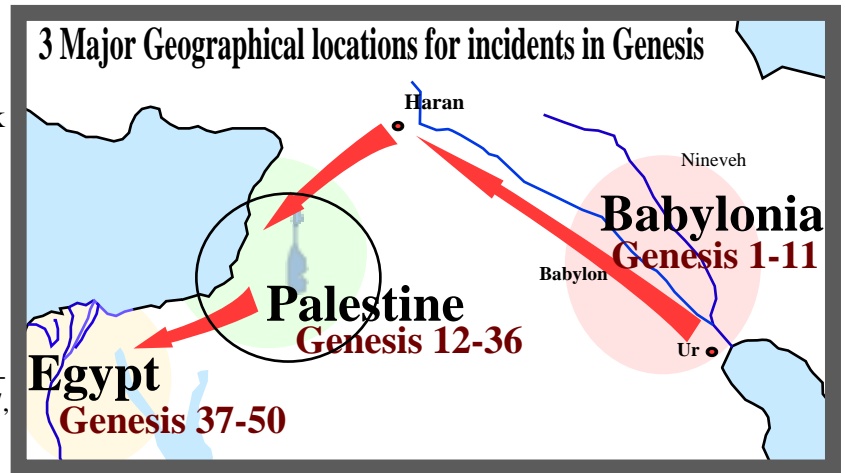 3 Major Geographical locations for incidents in Genesis
Haran
Nineveh
Babylonia
Genesis 1-11
Babylon
Palestine
Genesis 12-36
Ur
Egypt
Genesis 37-50